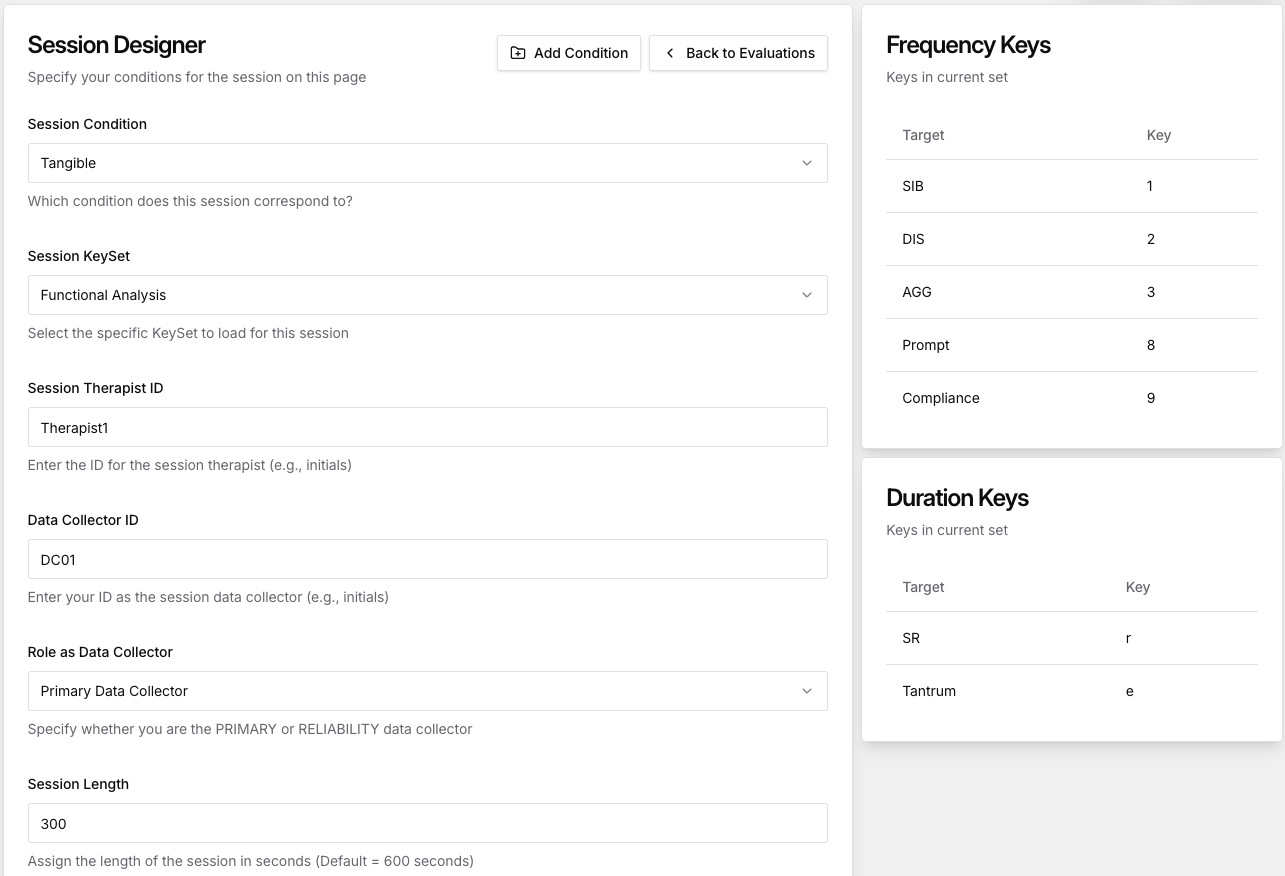 Session Designer
Specify your conditions for the session on this page
Add Condition
Back to Evaluations
Session Condition
Tangible
Which condition does this session correspond to?
Session KeySet
Functional Analysis
Select the specific KeySet to load for this session
Session Therapist ID
Therapist1
Enter the ID for the session therapist (e.g., initials)
Data Collector ID
DC01
Enter your ID as the session data collector (e.g., initials)
Role as Data Collector
Primary Data Collector
Specify whether you are the PRIMARY or RELIABILITY data collector
Session Length
300
Assign the length of the session in seconds (Default = 600 seconds)
Frequency Keys
Keys in current set
Target Key
SIB 1
DIS 2
AGG 3
Prompt 8
Compliance 9
Duration Keys
Keys in current set
Target Key
SR r
Tantrum e